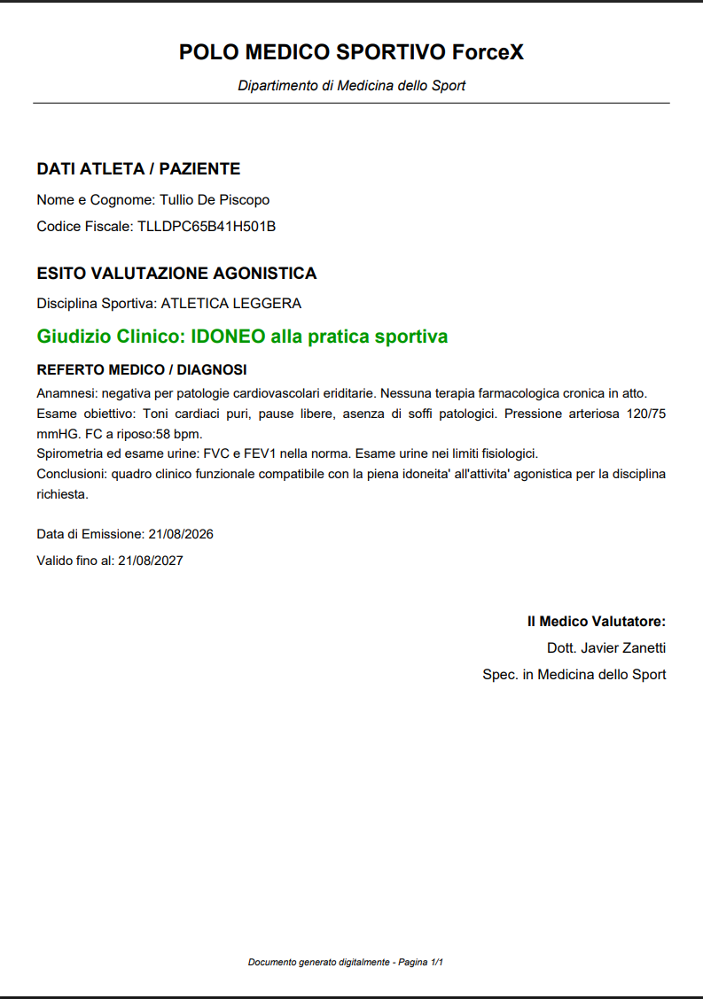 POLO MEDICO SPORTIVO ForceX
Dipartimento di Medicina dello Sport
DATI ATLETA / PAZIENTE
Nome e Cognome: Tullio De Piscopo
Codice Fiscale: TLLDPC65B41H501B
ESITO VALUTAZIONE AGONISTICA
Disciplina Sportiva: ATLETICA LEGGERA
Giudizio Clinico: IDONEO alla pratica sportiva
REFERTO MEDICO / DIAGNOSI
Anamnesi: negativa per patologie cardiovascolari eriditarie. Nessuna terapia farmacologica cronica in atto.
Esame obiettivo: Toni cardiaci puri, pause libere, asenza di soffi patologici. Pressione arteriosa 120/75
mmHG. FC a riposo:58 bpm.
Spirometria ed esame urine: FVC e FEV1 nella norma. Esame urine nei limiti fisiologici.
Conclusioni: quadro clinico funzionale compatibile con la piena idoneita' all'attivita' agonistica per la disciplina
richiesta.
Data di Emissione: 21/08/2026
Valido fino al: 21/08/2027
Il Medico Valutatore:
Dott. Javier Zanetti
Spec. in Medicina dello Sport
Documento generato digitalmente - Pagina 1/1